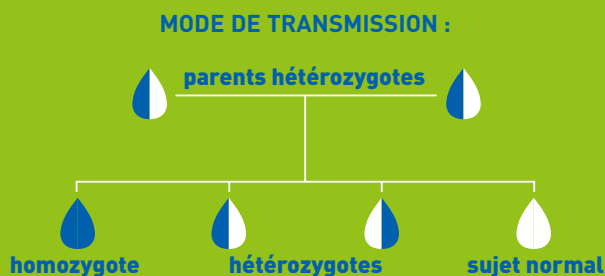 MODE DE TRANSMISSION :
parents hétérozygotes
homozygote hétérozygotes sujet normal